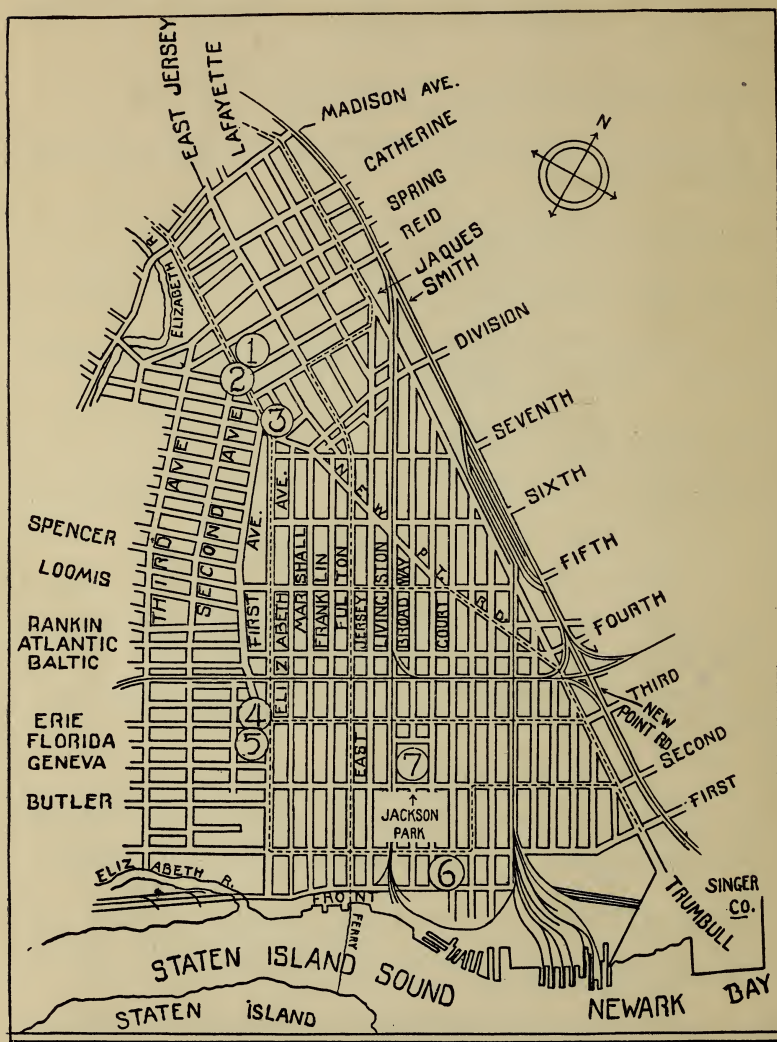 EAST JERSEY
LAFAYETTE
MADISON AVE.
CATHERINE
SPRING
REID
JAQUES
SMITH
DIVISION
SEVENTH
SIXTH
FIFTH
FOURTH
THIRD
NEW
POINT RD
SECOND
FIRST
TRUMBULL
SINGER
CO.
N
ELIZABETH R.
1
2
3
THIRD AVE
SECOND AVE
SPENCER
LOOMIS
RANKIN
ATLANTIC
BALTIC
ERIE
FLORIDA
GENEVA
BUTLER
FIRST AVE.
ELIZABETH AVE.
MARSHALL
FRANKLIN
FULTON
EAST JERSEY
LIVINGSTON
BROADWAY
COURT
NEW P'T RD
4
5
7
JACKSON
PARK
6
ELIZABETH R.
FRONT
FERRY
STATEN ISLAND SOUND
STATEN ISLAND
NEWARK BAY